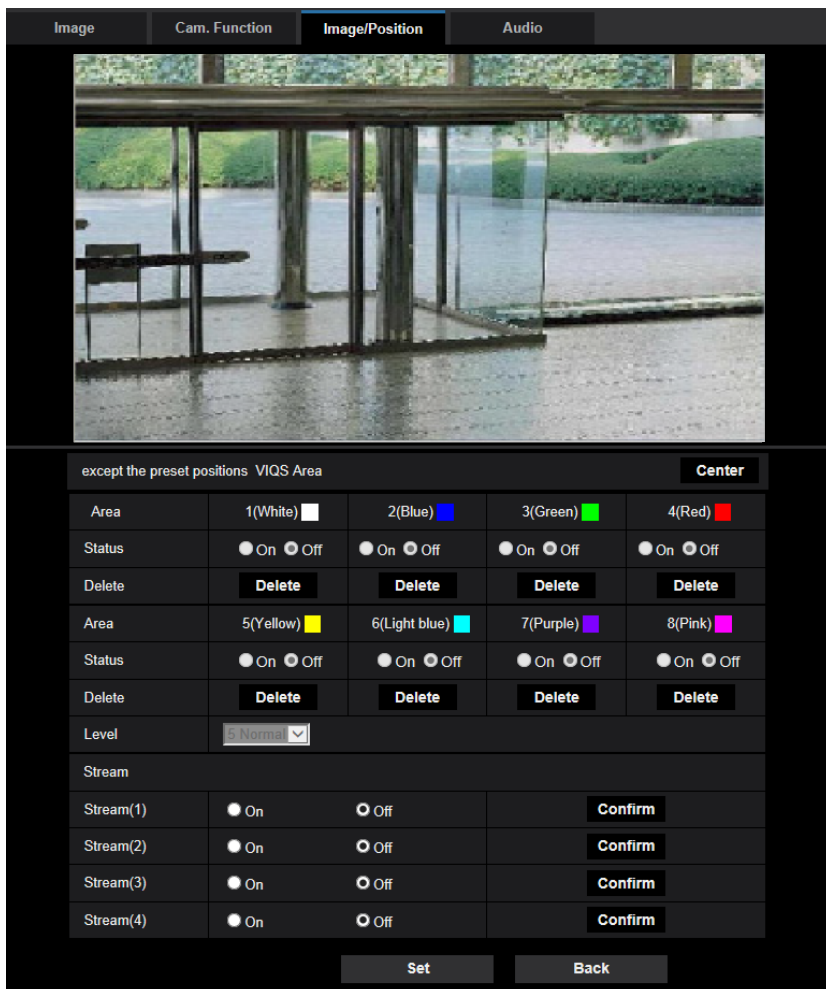 Image Cam. Function Image/Position Audio
except the preset positions VIQS Area Center
Area 1(White) 2(Blue) 3(Green) 4(Red)
Status On Off On Off On Off On Off
Delete Delete Delete Delete Delete
Area 5(Yellow) 6(Light blue) 7(Purple) 8(Pink)
Status On Off On Off On Off On Off
Delete Delete Delete Delete Delete
Level 5 Normal
Stream
Stream(1) On Off Confirm
Stream(2) On Off Confirm
Stream(3) On Off Confirm
Stream(4) On Off Confirm
Set Back